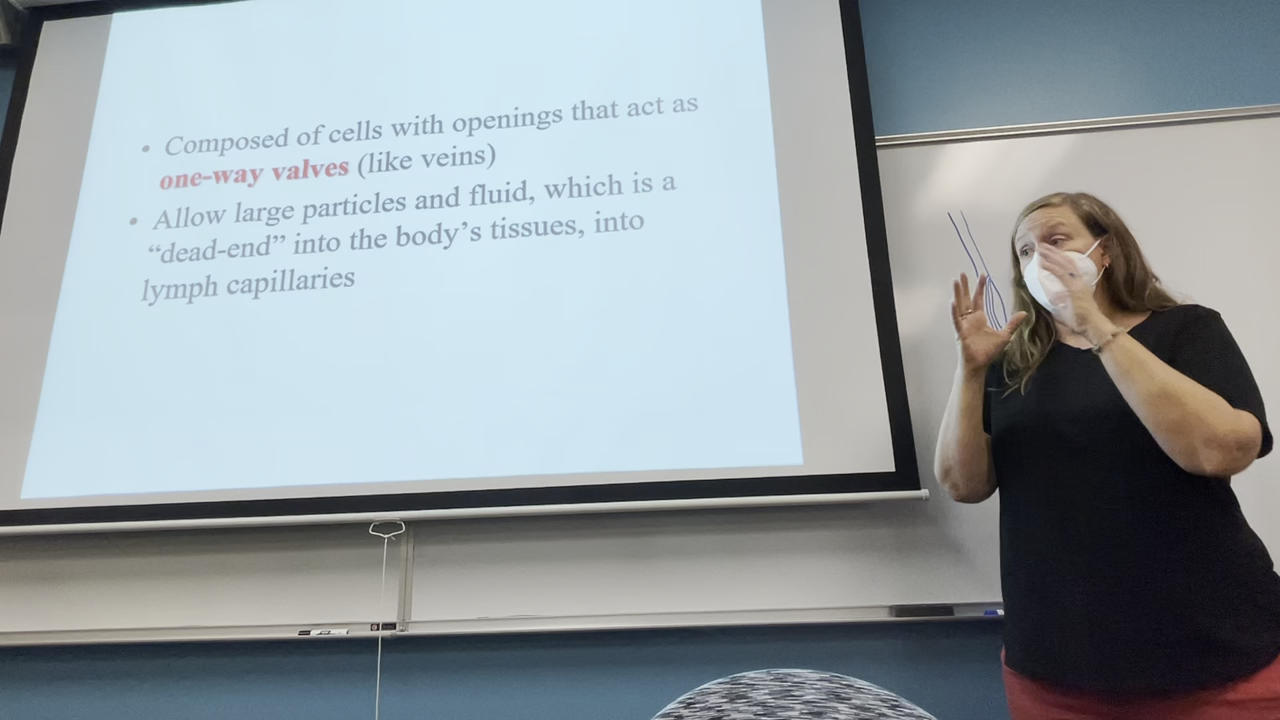 • Composed of cells with openings that act as
one-way valves (like veins)
• Allow large particles and fluid, which is a
“dead-end” into the body’s tissues, into
lymph capillaries